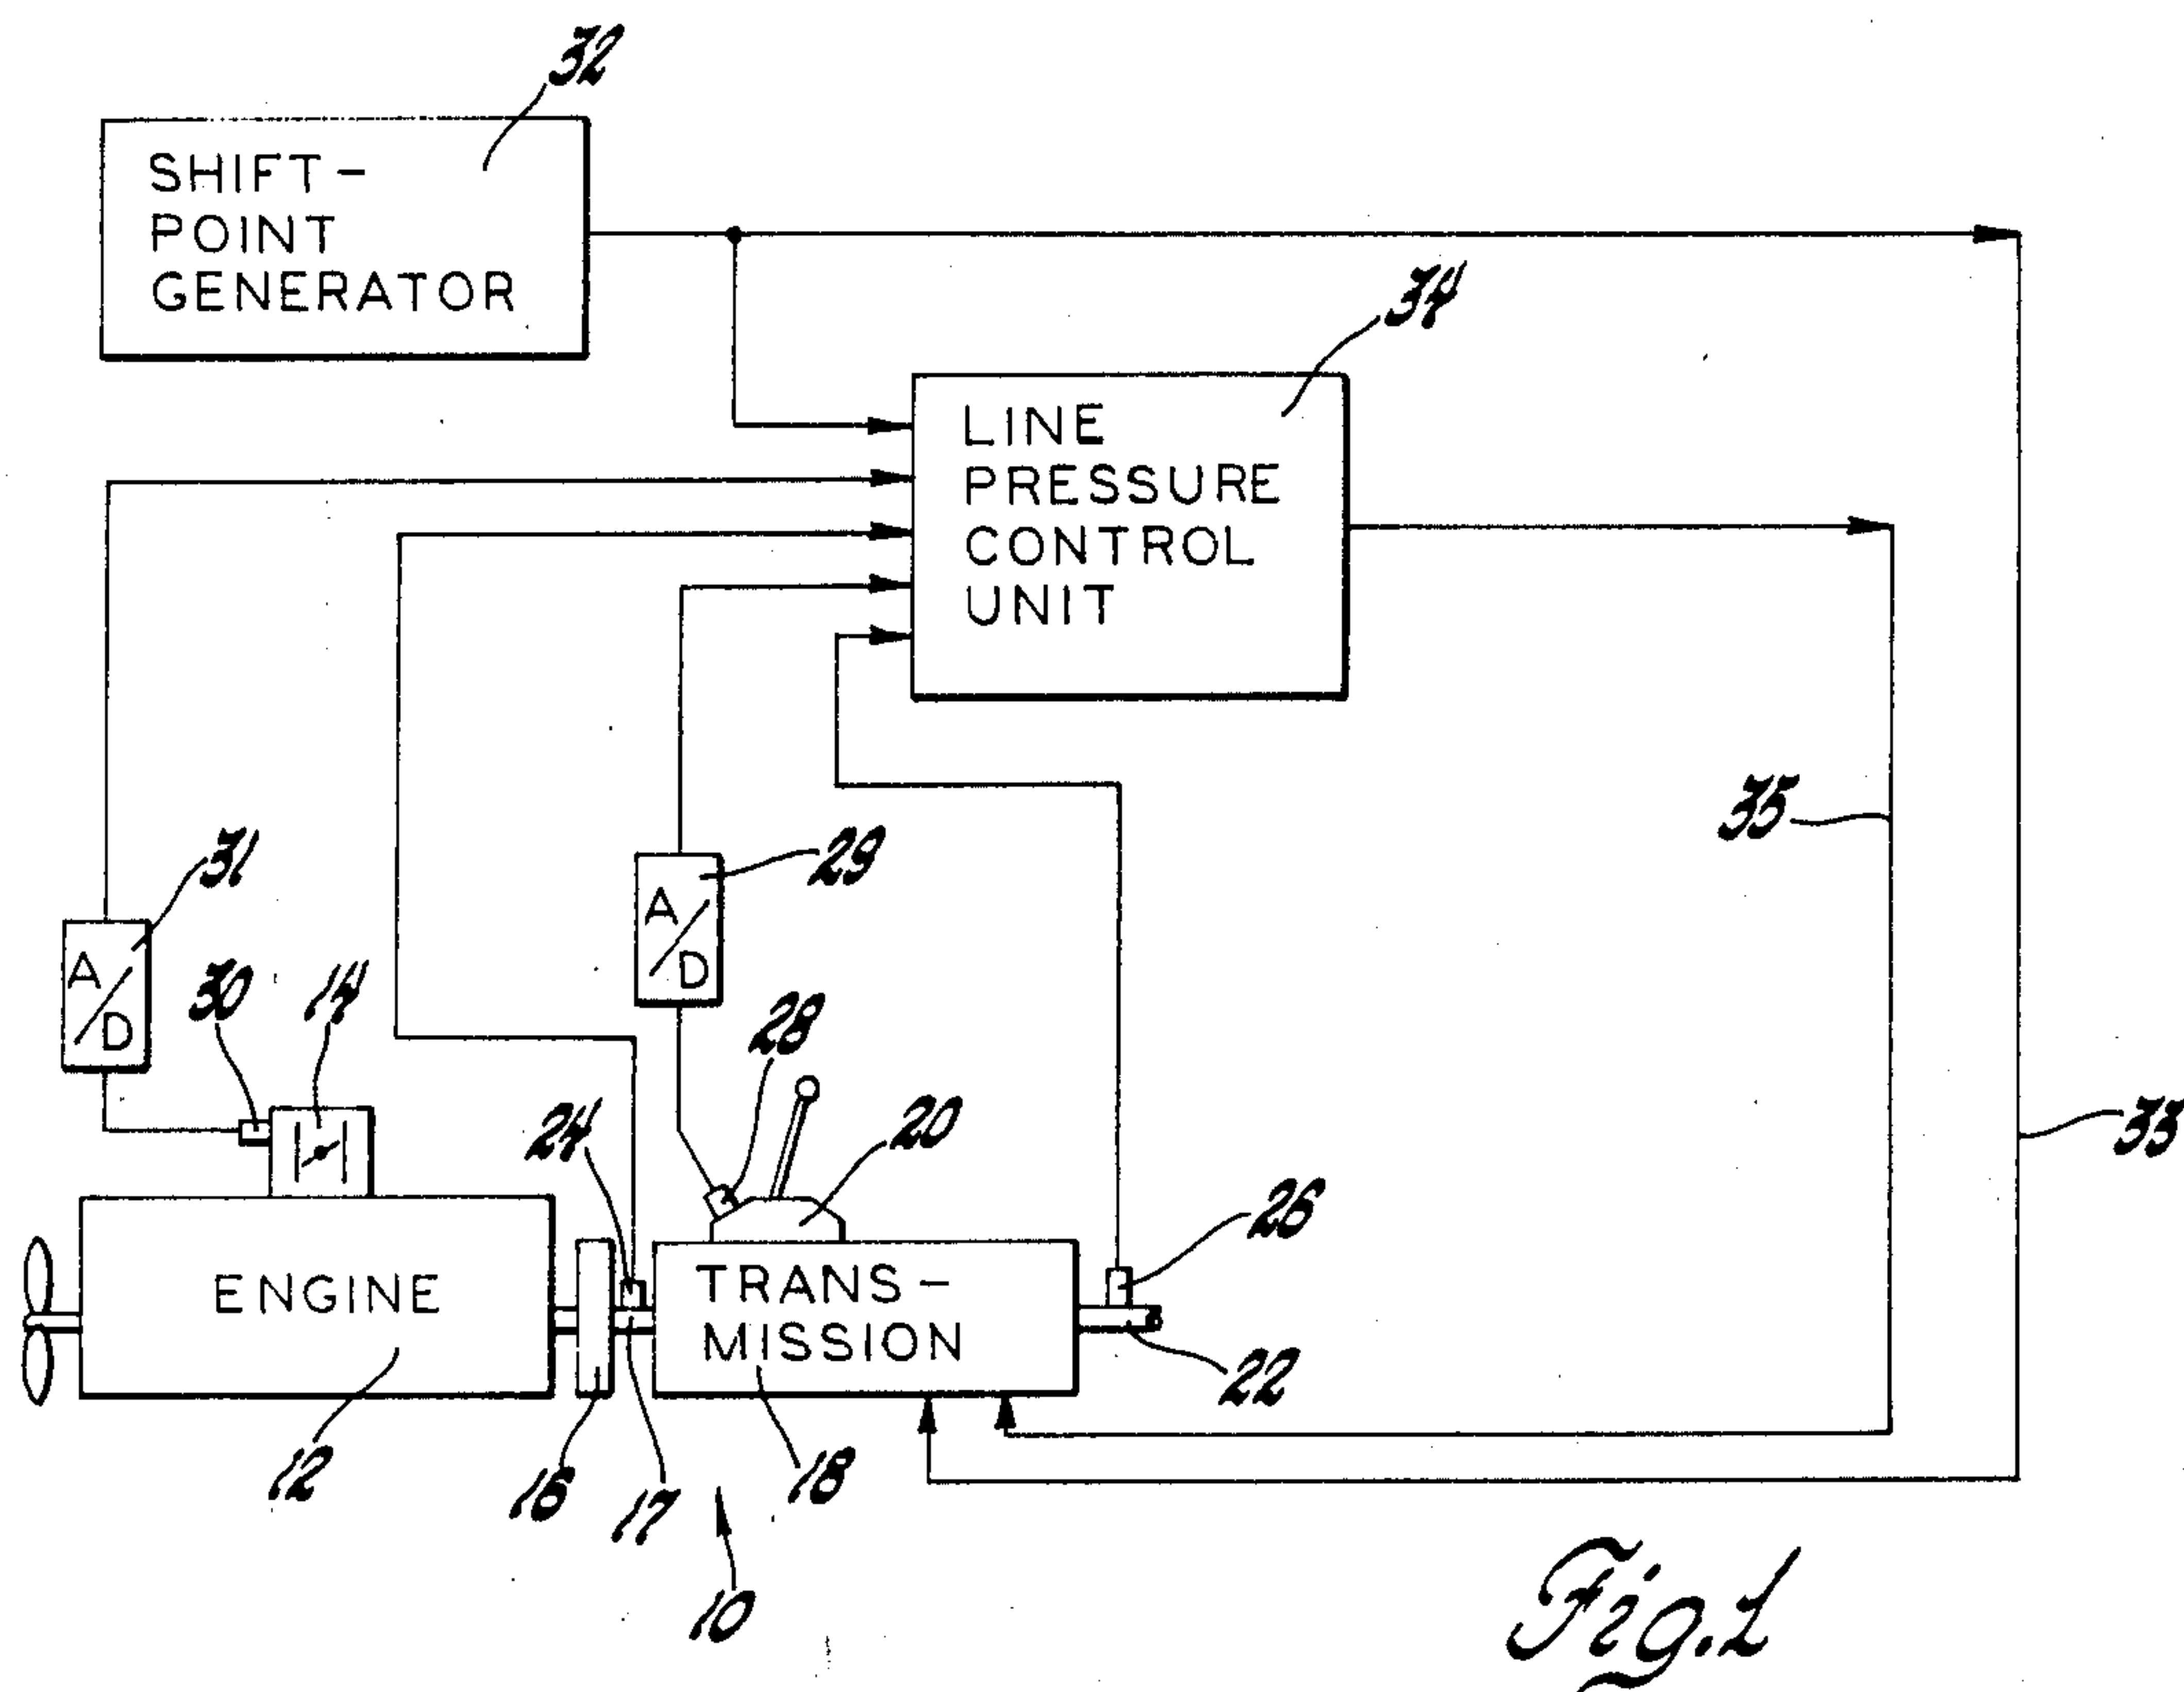 32
SHIFT-
POINT
GENERATOR
34
LINE
PRESSURE
CONTROL
UNIT
35
31
29
A/D
A/D
30
14
28
24
20
33
26
ENGINE
TRANS-
MISSION
22
12
16
17
18
10
Fig.1